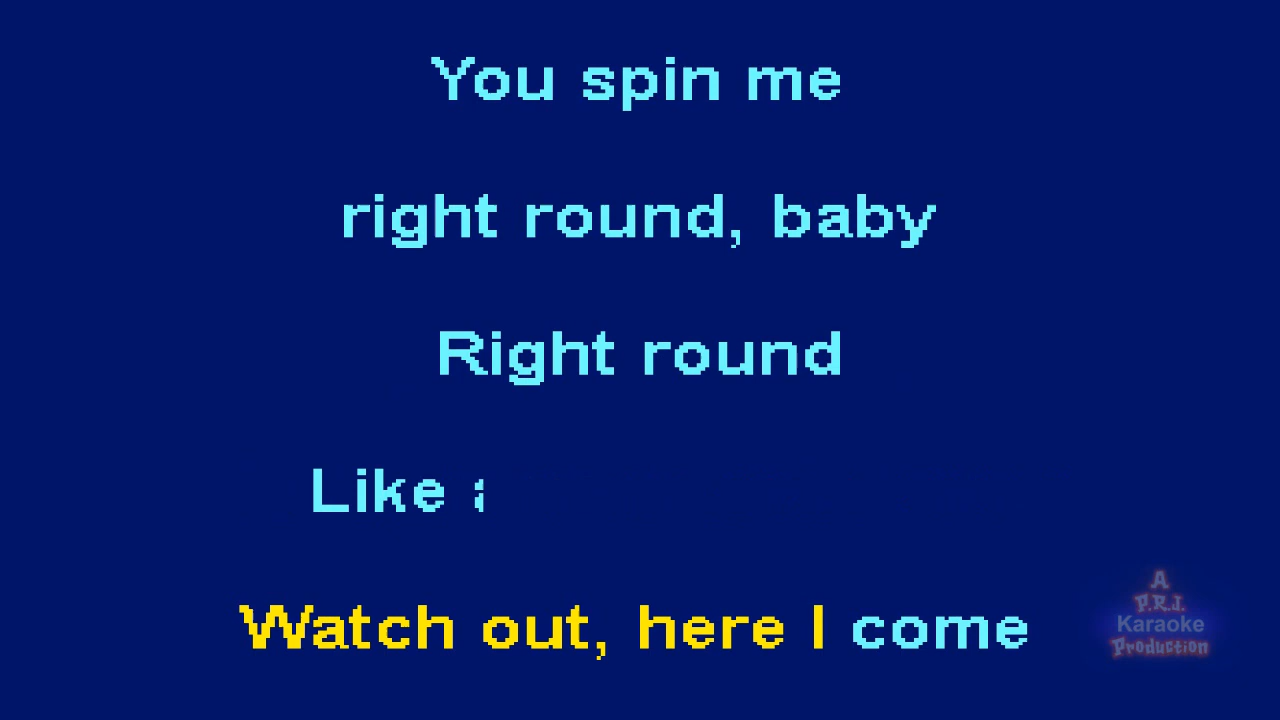 You spin me
right round, baby
Right round
Like
Watch out, here I come
A
P.R.J.
Karaoke
Production